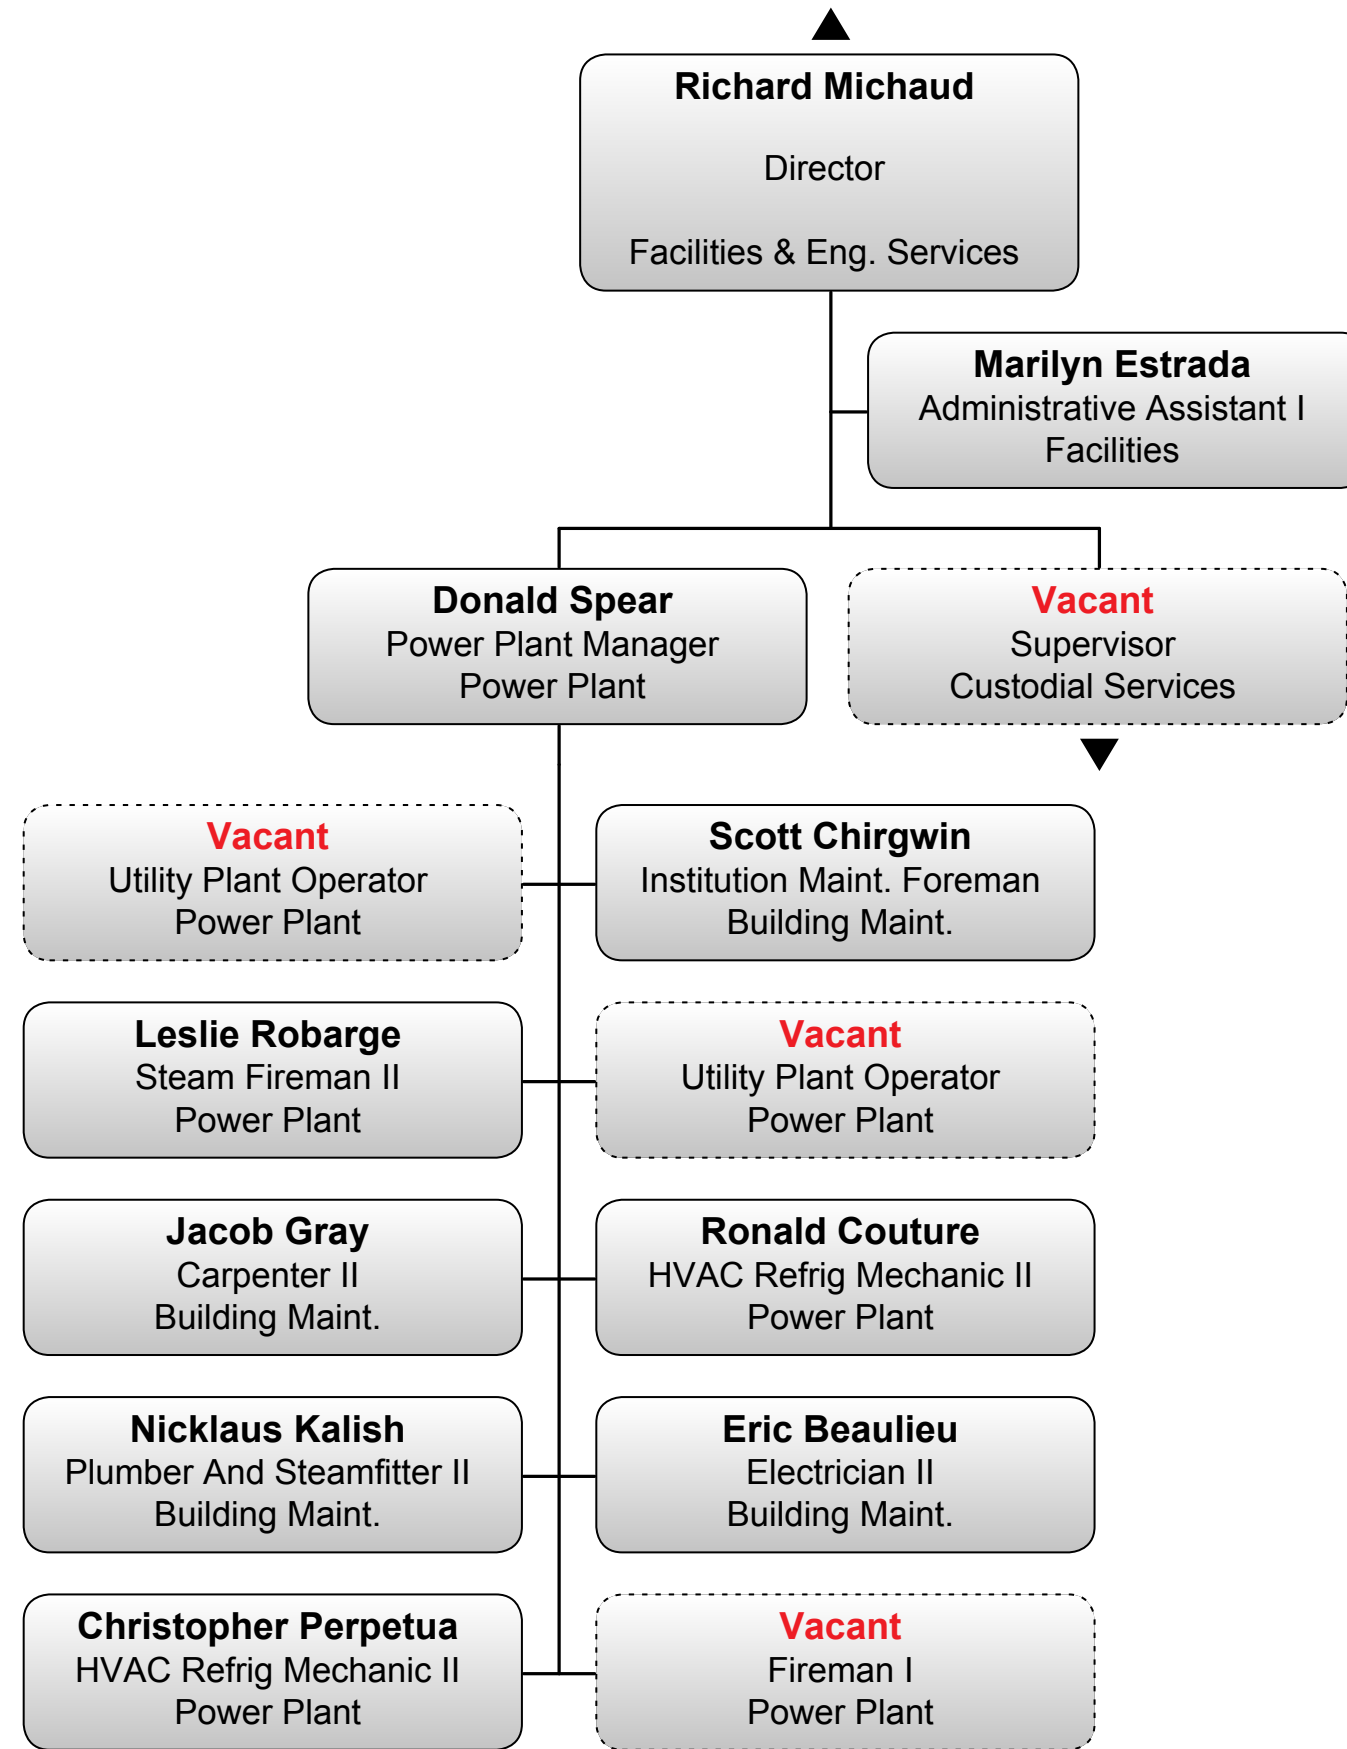 Richard Michaud
Director
Facilities & Eng. Services
Marilyn Estrada
Administrative Assistant I
Facilities
Donald Spear
Power Plant Manager
Power Plant
Vacant
Supervisor
Custodial Services
Vacant
Utility Plant Operator
Power Plant
Scott Chirgwin
Institution Maint. Foreman
Building Maint.
Leslie Robarge
Steam Fireman II
Power Plant
Vacant
Utility Plant Operator
Power Plant
Jacob Gray
Carpenter II
Building Maint.
Ronald Couture
HVAC Refrig Mechanic II
Power Plant
Nicklaus Kalish
Plumber And Steamfitter II
Building Maint.
Eric Beaulieu
Electrician II
Building Maint.
Christopher Perpetua
HVAC Refrig Mechanic II
Power Plant
Vacant
Fireman I
Power Plant